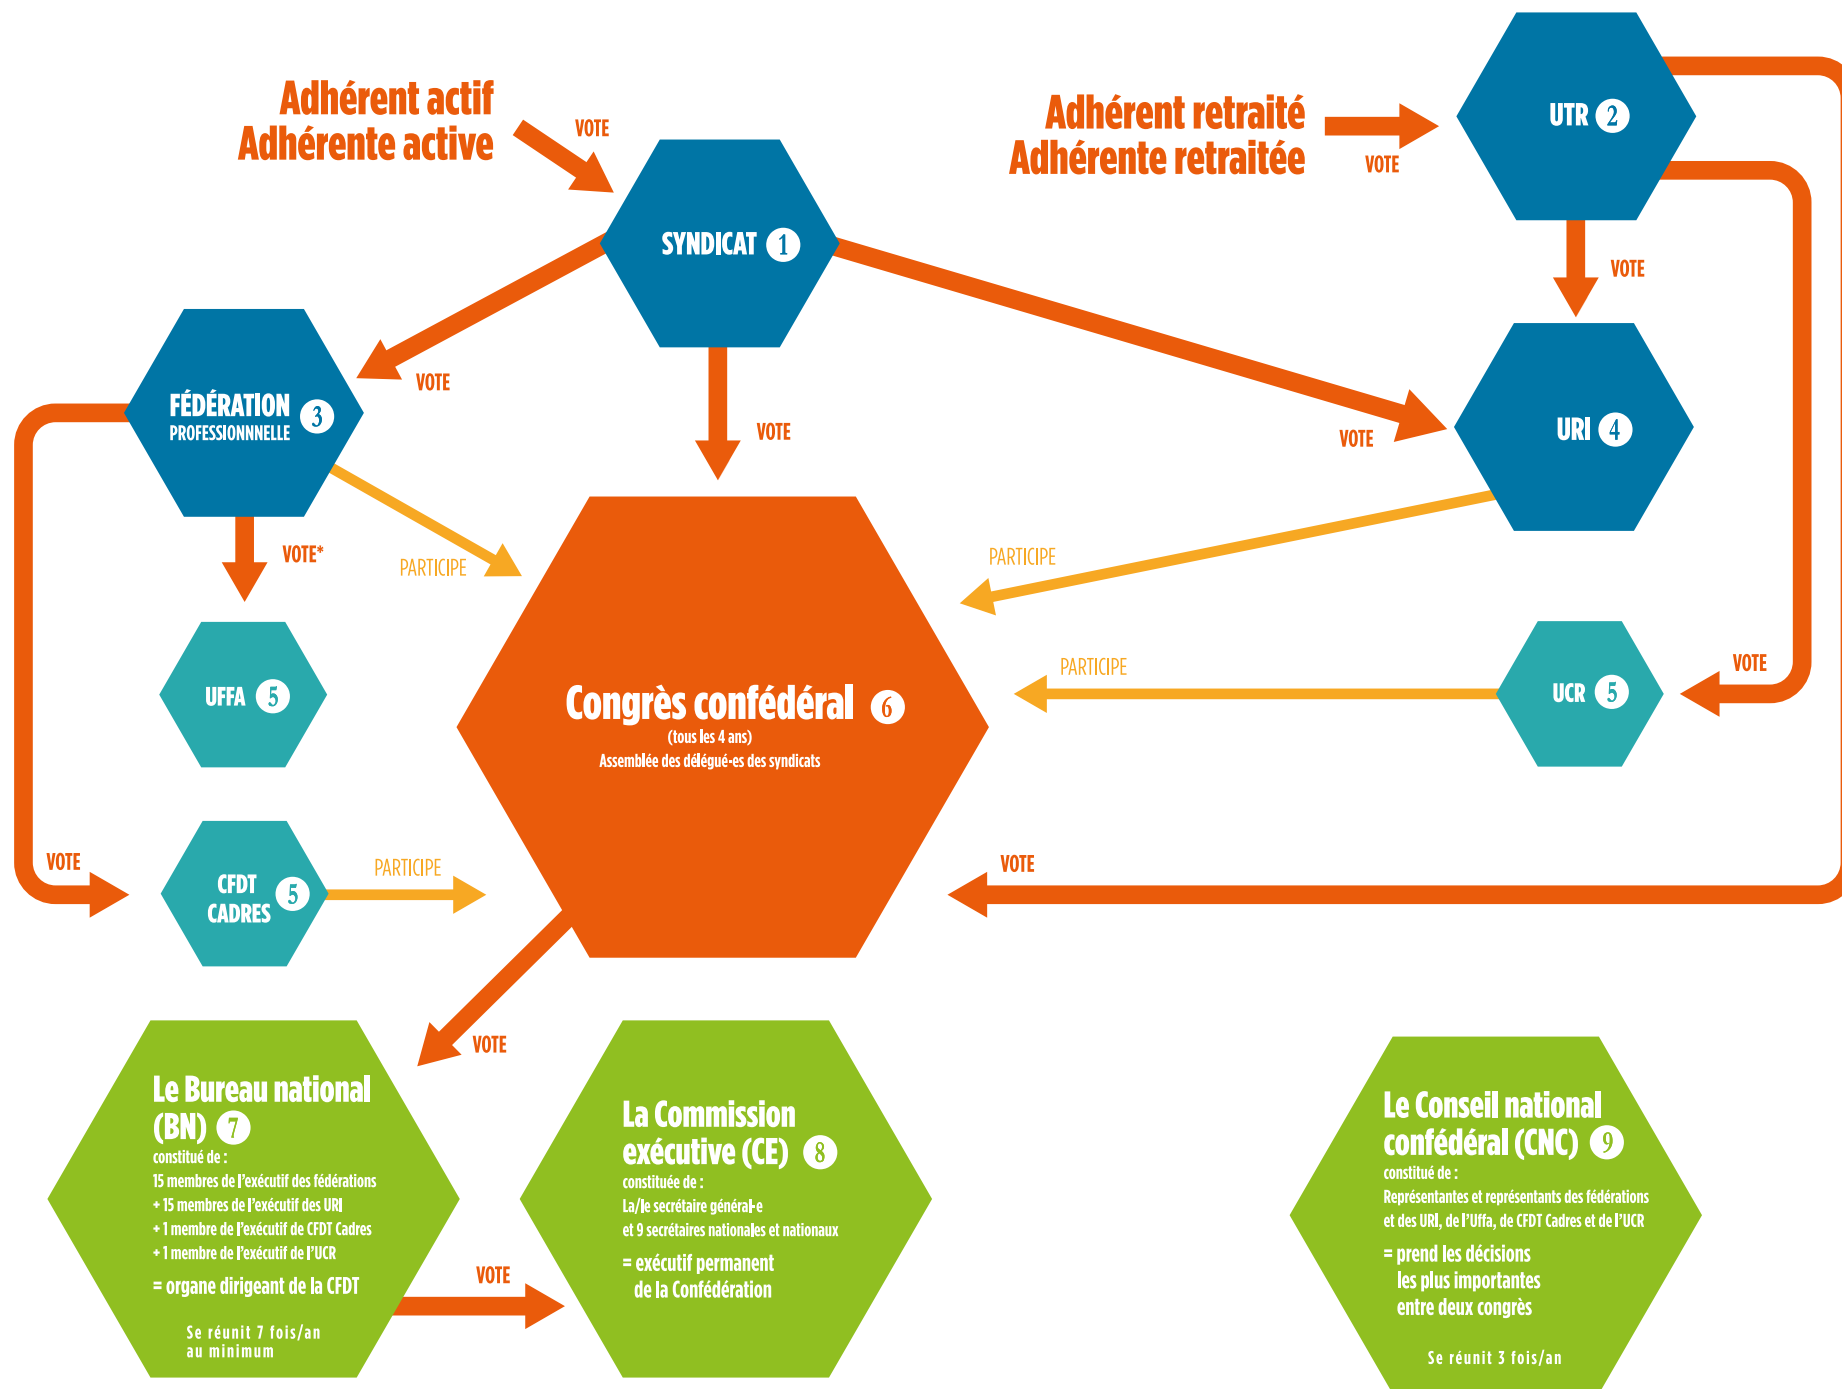 Adhérent actif
Adhérente active
VOTE
Adhérent retraité
Adhérente retraitée
VOTE
UTR 2
SYNDICAT 1
VOTE
VOTE
VOTE
VOTE
FÉDÉRATION
PROFESSIONNNELLE
3
URI 4
VOTE*
PARTICIPE
PARTICIPE
UFFA 5
PARTICIPE
UCR 5
VOTE
Congrès confédéral 6
(tous les 4 ans)
Assemblée des délégué-es des syndicats
VOTE
CFDT
CADRES
5
PARTICIPE
VOTE
VOTE
Le Bureau national
(BN) 7
constitué de :
15 membres de l'exécutif des fédérations
+ 15 membres de l'exécutif des URI
+ 1 membre de l'exécutif de CFDT Cadres
+ 1 membre de l'exécutif de l'UCR
= organe dirigeant de la CFDT
Se réunit 7 fois/an
au minimum
VOTE
La Commission
exécutive (CE) 8
constituée de :
La/le secrétaire général-e
et 9 secrétaires nationales et nationaux
= exécutif permanent
de la Confédération
Le Conseil national
confédéral (CNC) 9
constitué de :
Représentantes et représentants des fédérations
et des URI, de l'Uffa, de CFDT Cadres et de l'UCR
= prend les décisions
les plus importantes
entre deux congrès
Se réunit 3 fois/an